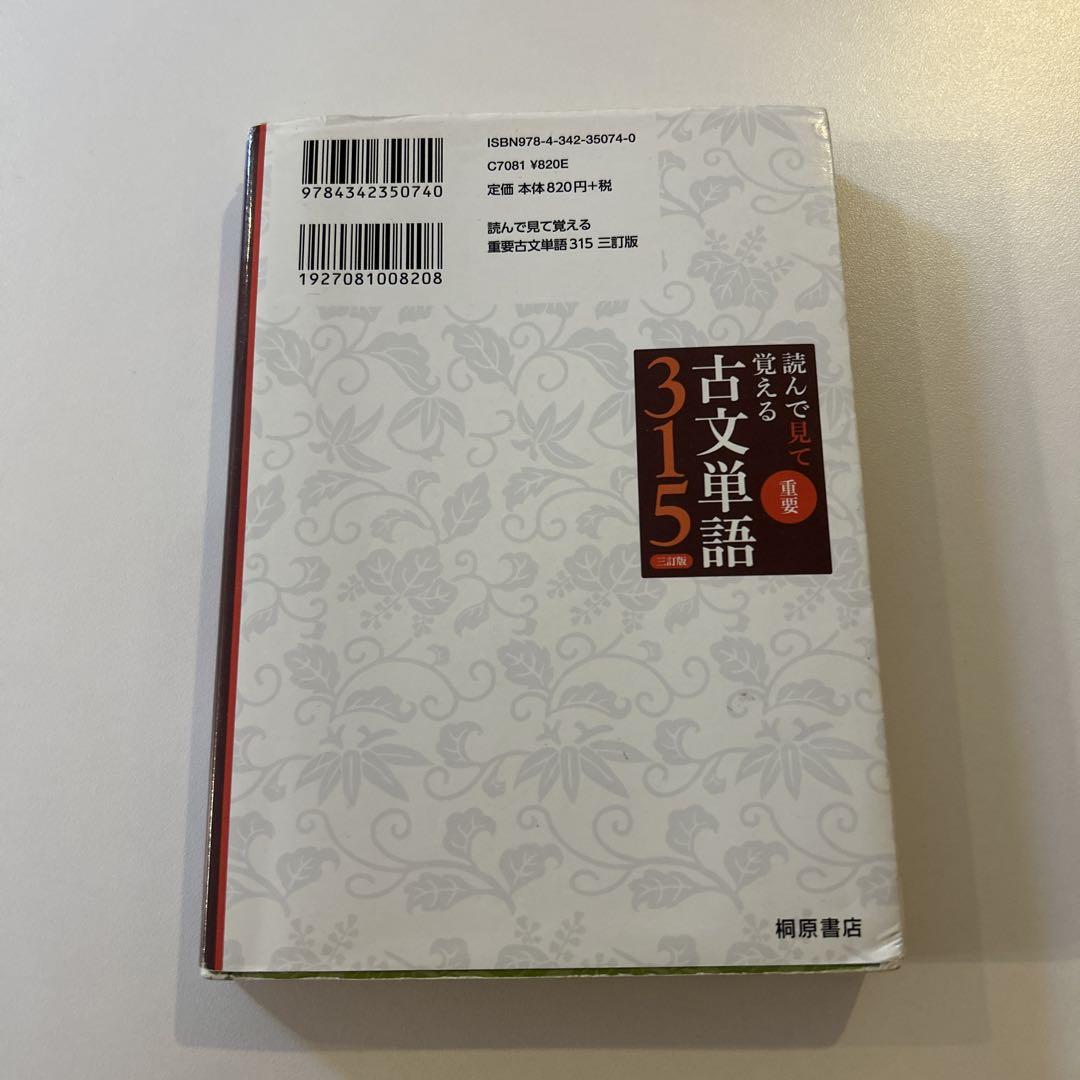 ISBN978-4-342-35074-0
C7081 ¥820E
定価 本体820円+税
9784342350740
読んで見て覚える
重要古文単語315 三訂版
1927081008208
読んで見て
覚える
重要
古文単語
315
三訂版
桐原書店